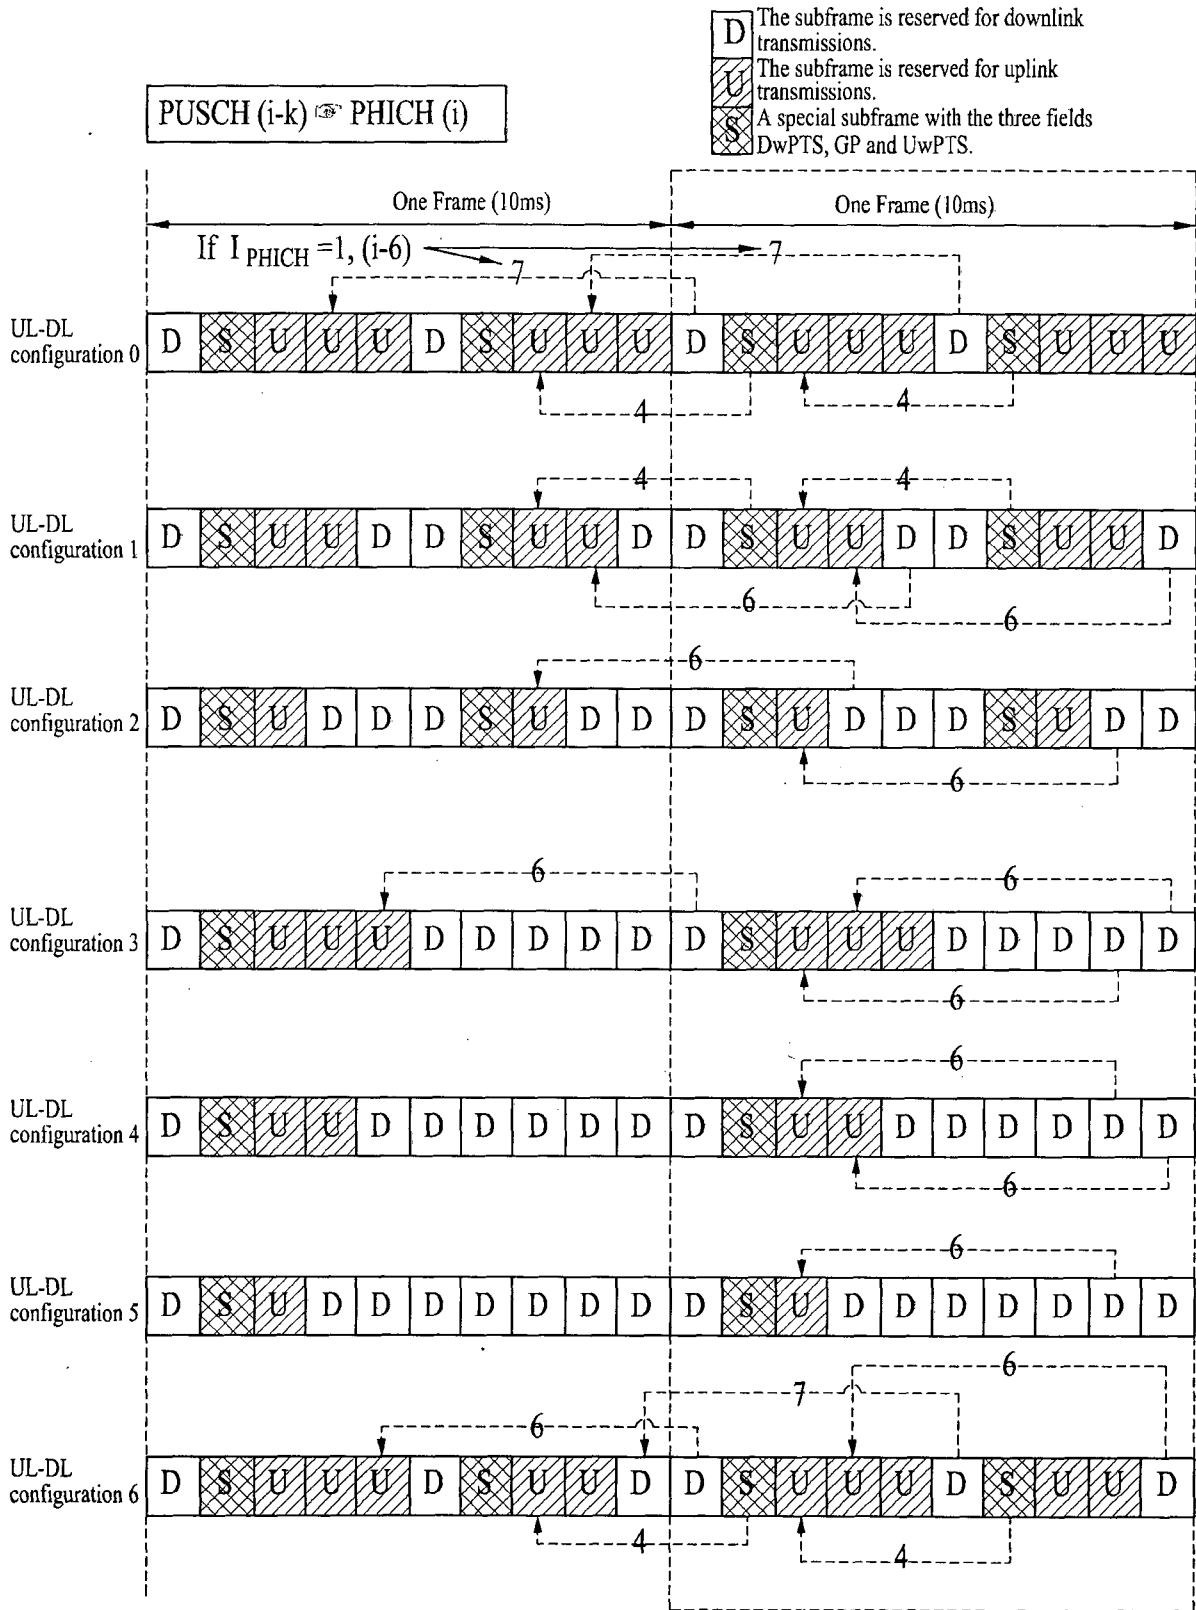 D The subframe is reserved for downlink
transmissions.
U The subframe is reserved for uplink
transmissions.
S A special subframe with the three fields
DwPTS, GP and UwPTS.
PUSCH (i-k) ☞ PHICH (i)
One Frame (10ms) One Frame (10ms)
If I PHICH =1, (i-6) 7 7
UL-DL
configuration 0 D S U U U D S U U U D S U U U D S U U U
4 4
4 4
UL-DL
configuration 1 D S U U D D S U U D D S U U D D S U U D
6 6
6
UL-DL
configuration 2 D S U D D D S U D D D S U D D D S U D D
6
6 6
UL-DL
configuration 3 D S U U U D D D D D D S U U U D D D D D
6
6
UL-DL
configuration 4 D S U U D D D D D D D S U U D D D D D D
6
6
UL-DL
configuration 5 D S U D D D D D D D D S U D D D D D D D
6
7
6
UL-DL
configuration 6 D S U U U D S U U D D S U U U D S U U D
4 4